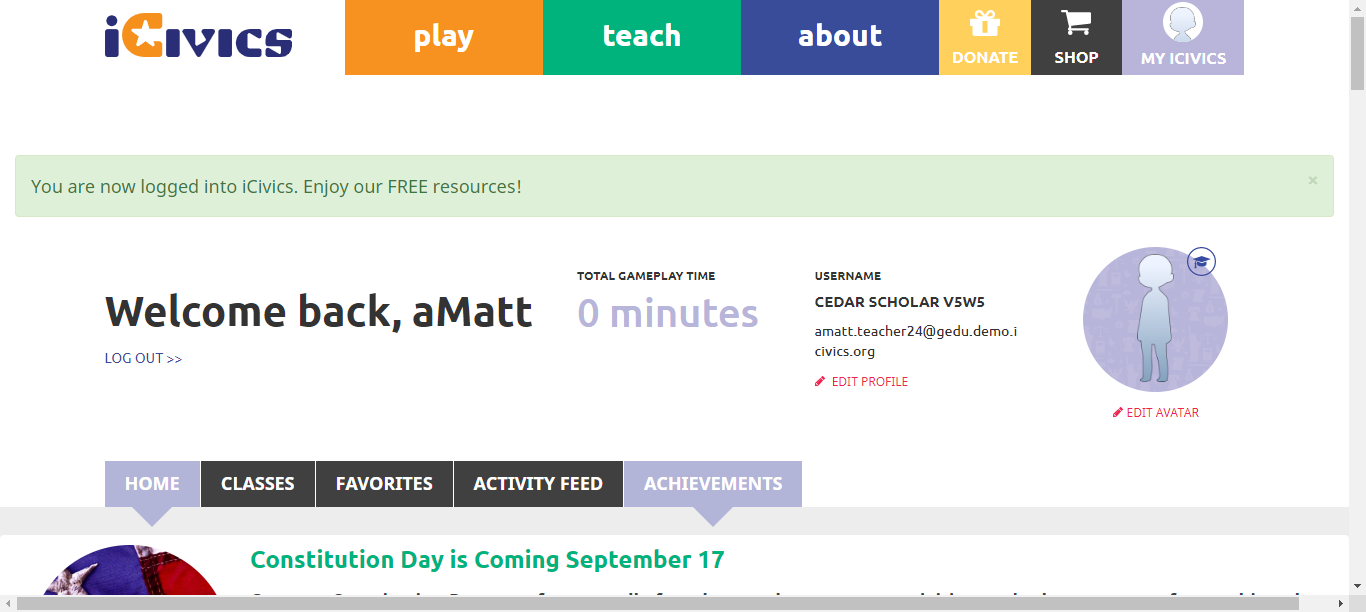 iCivics
play
teach
about
DONATE
SHOP
MY ICIVICS
You are now logged into iCivics. Enjoy our FREE resources!
×
Welcome back, aMatt
LOG OUT >>
TOTAL GAMEPLAY TIME
0 minutes
USERNAME
CEDAR SCHOLAR V5W5
amatt.teacher24@gedu.demo.i
civics.org
EDIT PROFILE
EDIT AVATAR
HOME
CLASSES
FAVORITES
ACTIVITY FEED
ACHIEVEMENTS
Constitution Day is Coming September 17